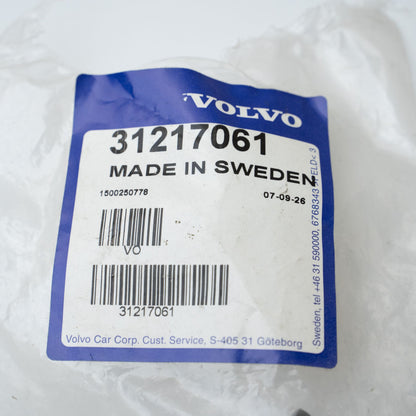 VOLVO
31217061
MADE IN SWEDEN
1500250778
07-09-26
VO
31217061
Volvo Car Corp. Cust. Service, S-405 31 Göteborg
Sweden, tel +46 31 590000, 6768343